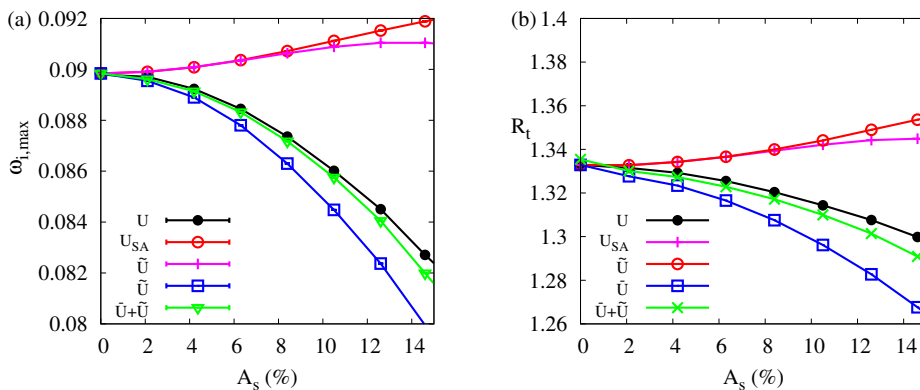 (a)
0.092
0.09
0.088
0.086
0.084
0.082
0.08
ω_{i,max}
U
U_{SA}
Ũ
Ū
Ū+Ũ
0 2 4 6 8 10 12 14
A_s (%)
(b)
1.4
1.38
1.36
R_t
1.34
1.32
1.3
1.28
1.26
U
U_{SA}
Ũ
Ū
Ū+Ũ
0 2 4 6 8 10 12 14
A_s (%)